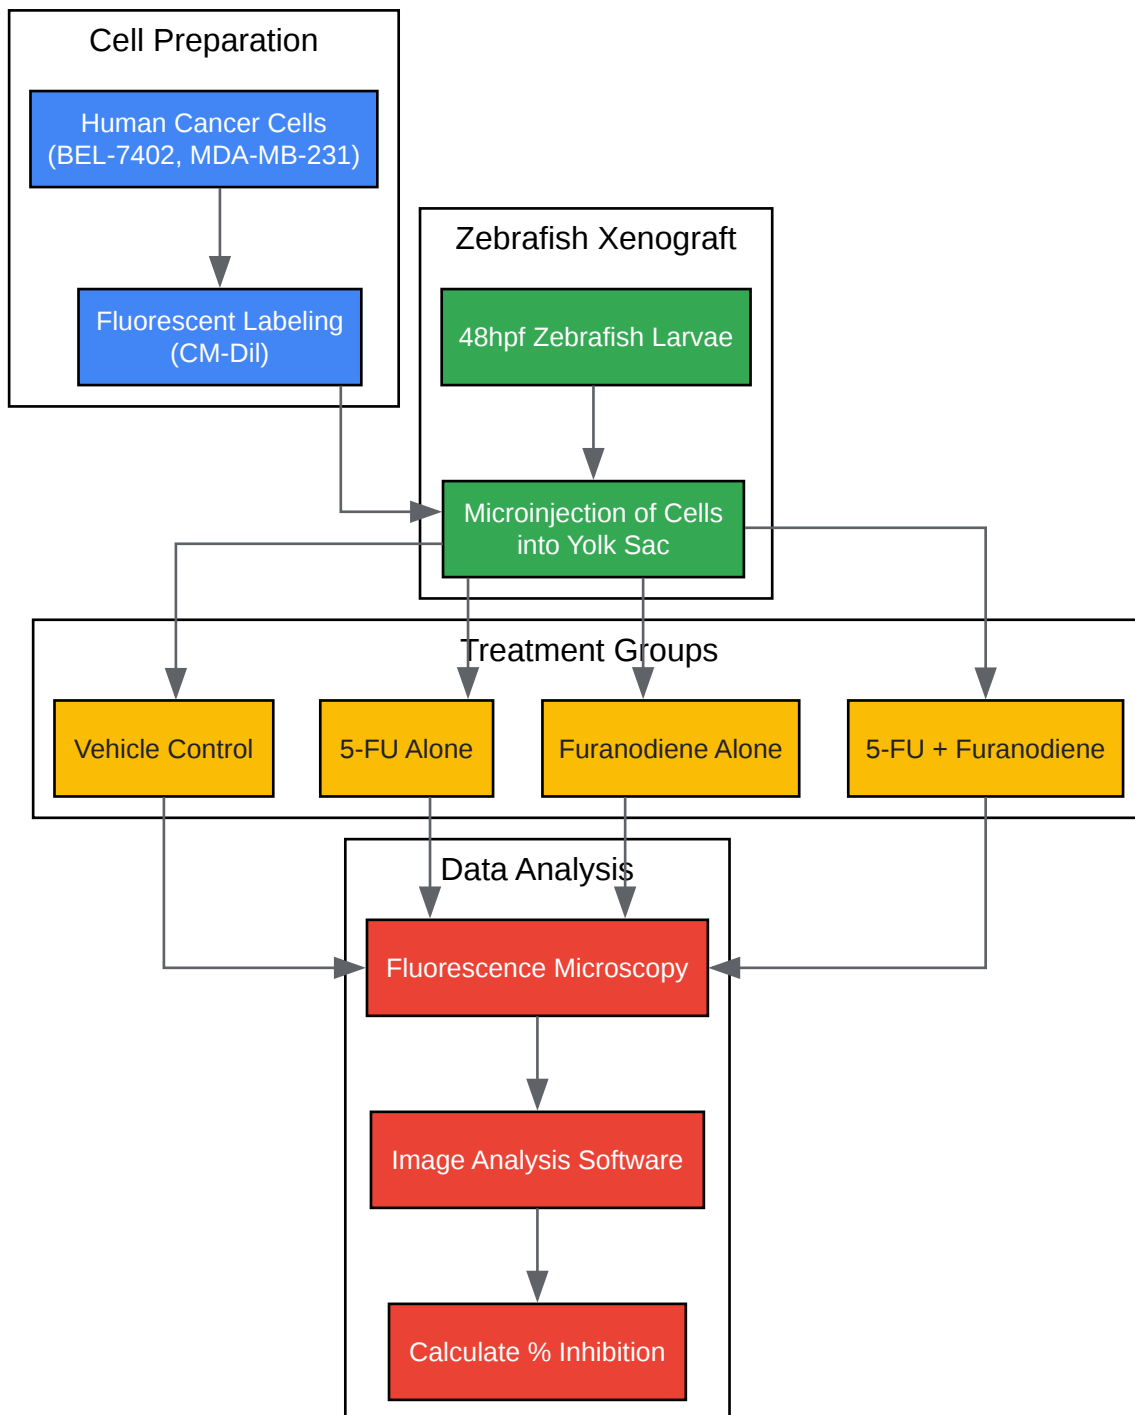 Cell Preparation
Human Cancer Cells
(BEL-7402, MDA-MB-231)
Fluorescent Labeling
(CM-Dil)
Zebrafish Xenograft
48hpf Zebrafish Larvae
Microinjection of Cells
into Yolk Sac
Treatment Groups
Vehicle Control
5-FU Alone
Furanodiene Alone
5-FU + Furanodiene
Data Analysis
Fluorescence Microscopy
Image Analysis Software
Calculate % Inhibition